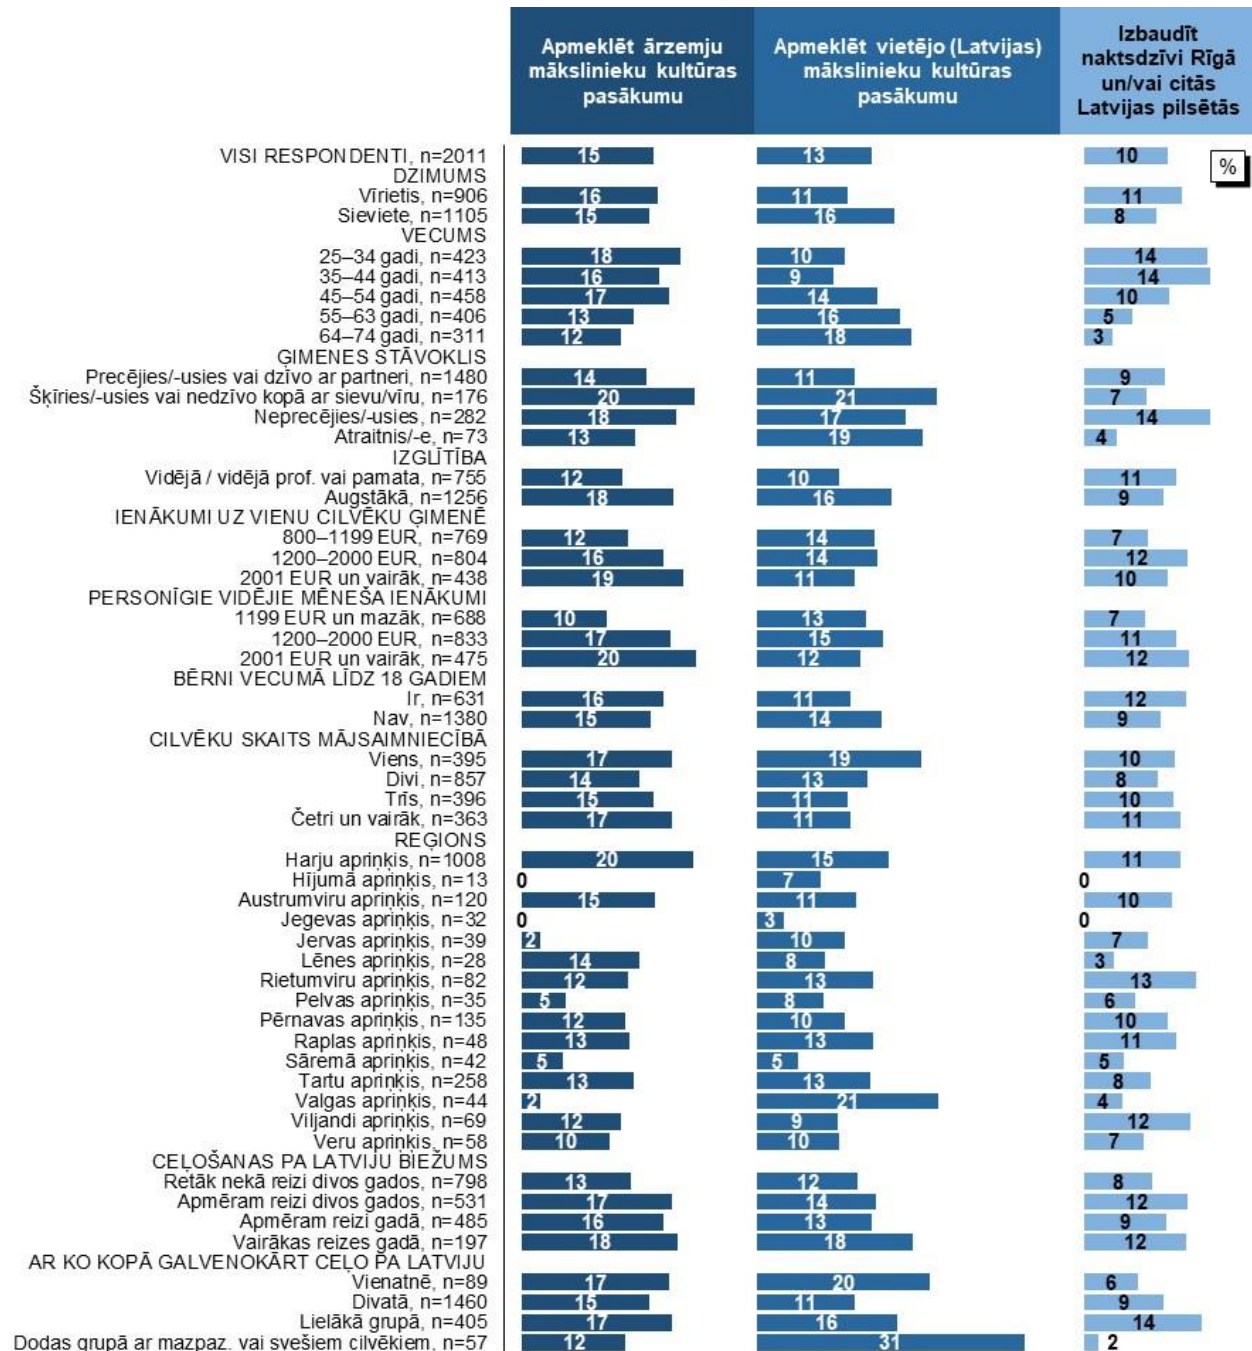 Apmeklēt ārzemju
mākslinieku kultūras
pasākumu
Apmeklēt vietējo (Latvijas)
mākslinieku kultūras
pasākumu
Izbaudīt
naktsdzīvi Rīgā
un/vai citās
Latvijas pilsētās
%
VISI RESPONDENTI, n=2011 15 13 10
DZIMUMS
Vīrietis, n=906 16 11 11
Sieviete, n=1105 15 16 8
VECUMS
25–34 gadi, n=423 18 10 14
35–44 gadi, n=413 16 9 14
45–54 gadi, n=458 17 14 10
55–63 gadi, n=406 13 16 5
64–74 gadi, n=311 12 18 3
ĢIMENES STĀVOKLIS
Precējies/-usies vai dzīvo ar partneri, n=1480 14 11 9
Šķīries/-usies vai nedzīvo kopā ar sievu/vīru, n=176 20 21 7
Neprecējies/-usies, n=282 18 17 14
Atraitnis/-e, n=73 13 19 4
IZGLĪTĪBA
Vidējā / vidējā prof. vai pamata, n=755 12 10 11
Augstākā, n=1256 18 16 9
IENĀKUMI UZ VIENU CILVĒKU ĢIMENĒ
800–1199 EUR, n=769 12 14 7
1200–2000 EUR, n=804 16 14 12
2001 EUR un vairāk, n=438 19 11 10
PERSONĪGIE VIDĒJIE MĒNEŠA IENĀKUMI
1199 EUR un mazāk, n=688 10 13 7
1200–2000 EUR, n=833 17 15 11
2001 EUR un vairāk, n=475 20 12 12
BĒRNI VECUMĀ LĪDZ 18 GADIEM
Ir, n=631 16 11 12
Nav, n=1380 15 14 9
CILVĒKU SKAITS MĀJSAIMNIECĪBĀ
Viens, n=395 17 19 10
Divi, n=857 14 13 8
Trīs, n=396 15 11 10
Četri un vairāk, n=363 17 11 11
REĢIONS
Harju apriņķis, n=1008 20 15 11
Hījumā apriņķis, n=13 0 7 0
Austrumviru apriņķis, n=120 15 11 10
Jegevas apriņķis, n=32 0 3 0
Jervas apriņķis, n=39 2 10 7
Lēnes apriņķis, n=28 14 8 3
Rietumviru apriņķis, n=82 12 13 13
Pelvas apriņķis, n=35 5 8 6
Pērnavas apriņķis, n=135 12 10 10
Raplas apriņķis, n=48 13 13 11
Sāremā apriņķis, n=42 5 5 5
Tartu apriņķis, n=258 13 13 8
Valgas apriņķis, n=44 2 21 4
Viljandi apriņķis, n=69 12 9 12
Veru apriņķis, n=58 10 10 7
CEĻOŠANAS PA LATVIJU BIEŽUMS
Retāk nekā reizi divos gados, n=798 13 12 8
Apmēram reizi divos gados, n=531 17 14 12
Apmēram reizi gadā, n=485 16 13 9
Vairākas reizes gadā, n=197 18 18 12
AR KO KOPĀ GALVENOKĀRT CEĻO PA LATVIJU
Vienatnē, n=89 17 20 6
Divatā, n=1460 15 11 9
Lielākā grupā, n=405 17 16 14
Dodas grupā ar mazpaz. vai svešiem cilvēkiem, n=57 12 31 2